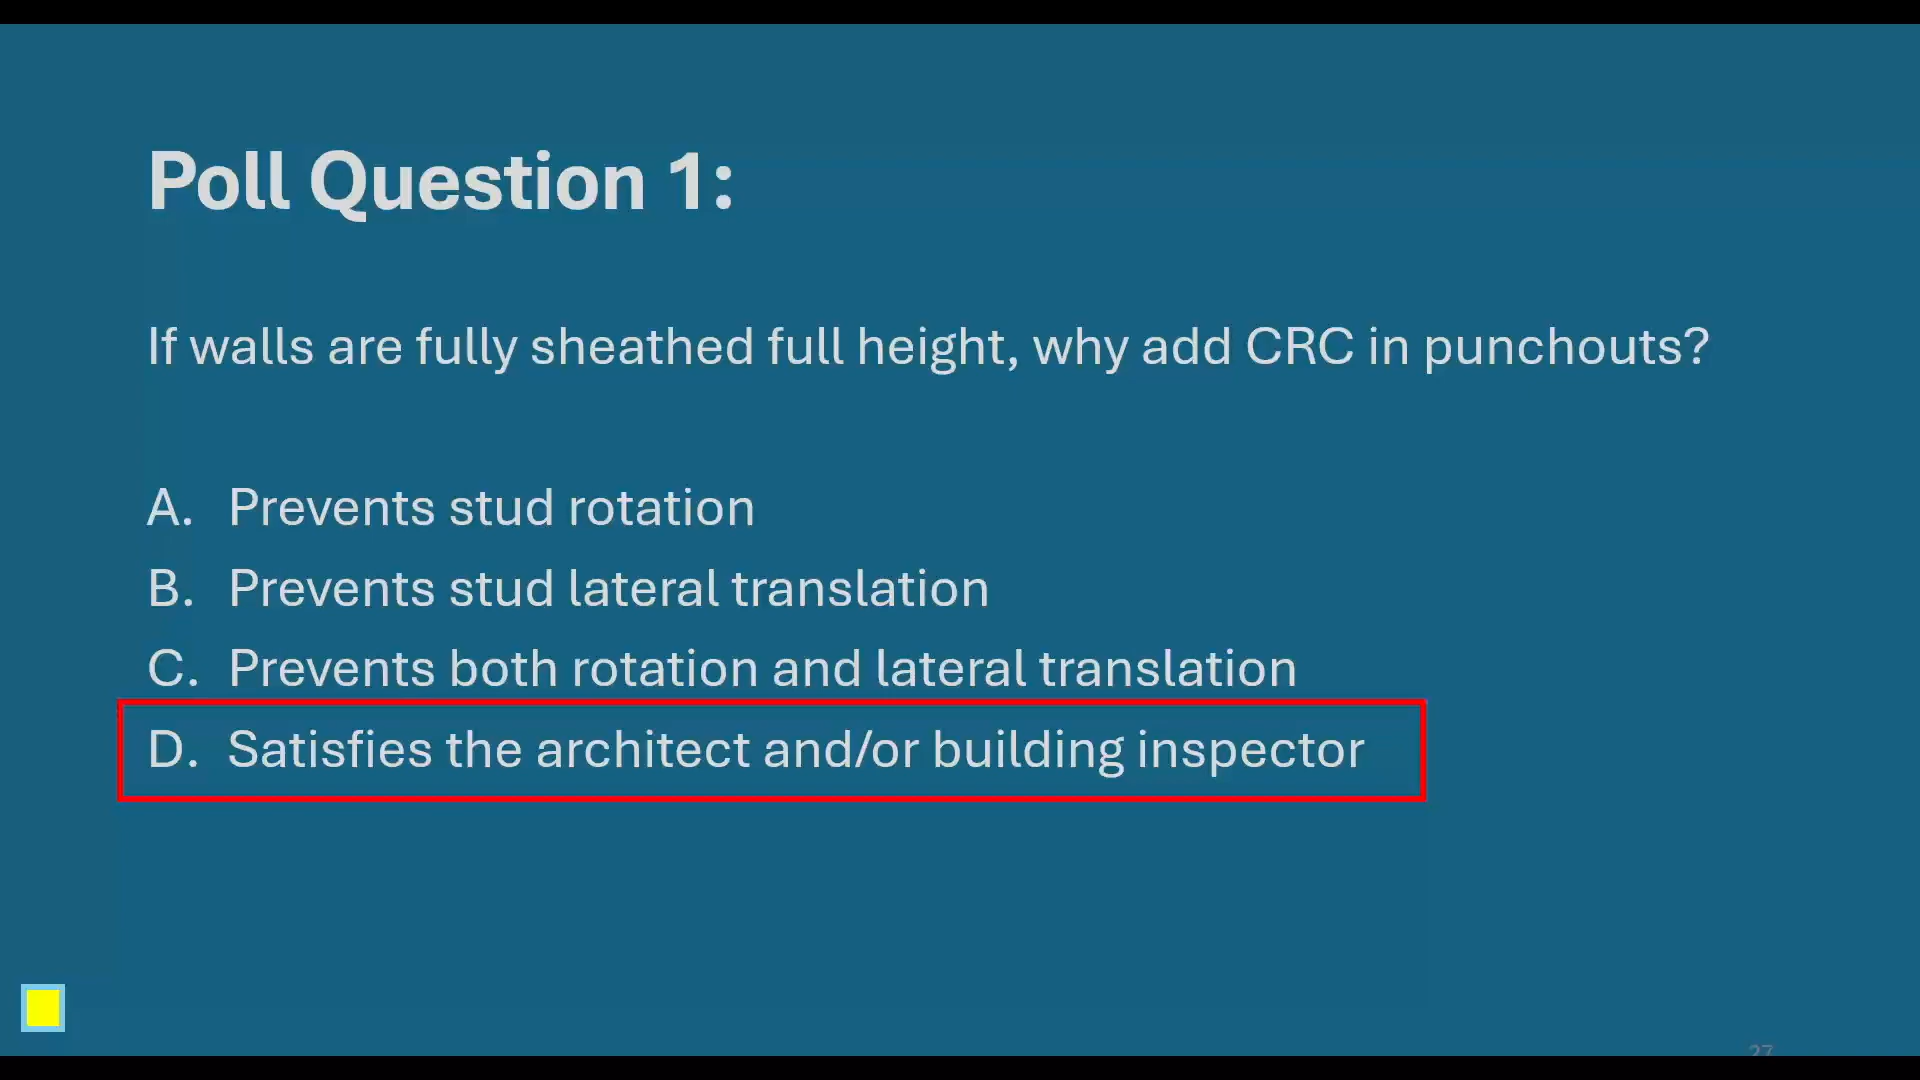 Poll Question 1:
If walls are fully sheathed full height, why add CRC in punchouts?
A. Prevents stud rotation
B. Prevents stud lateral translation
C. Prevents both rotation and lateral translation
D. Satisfies the architect and/or building inspector
27